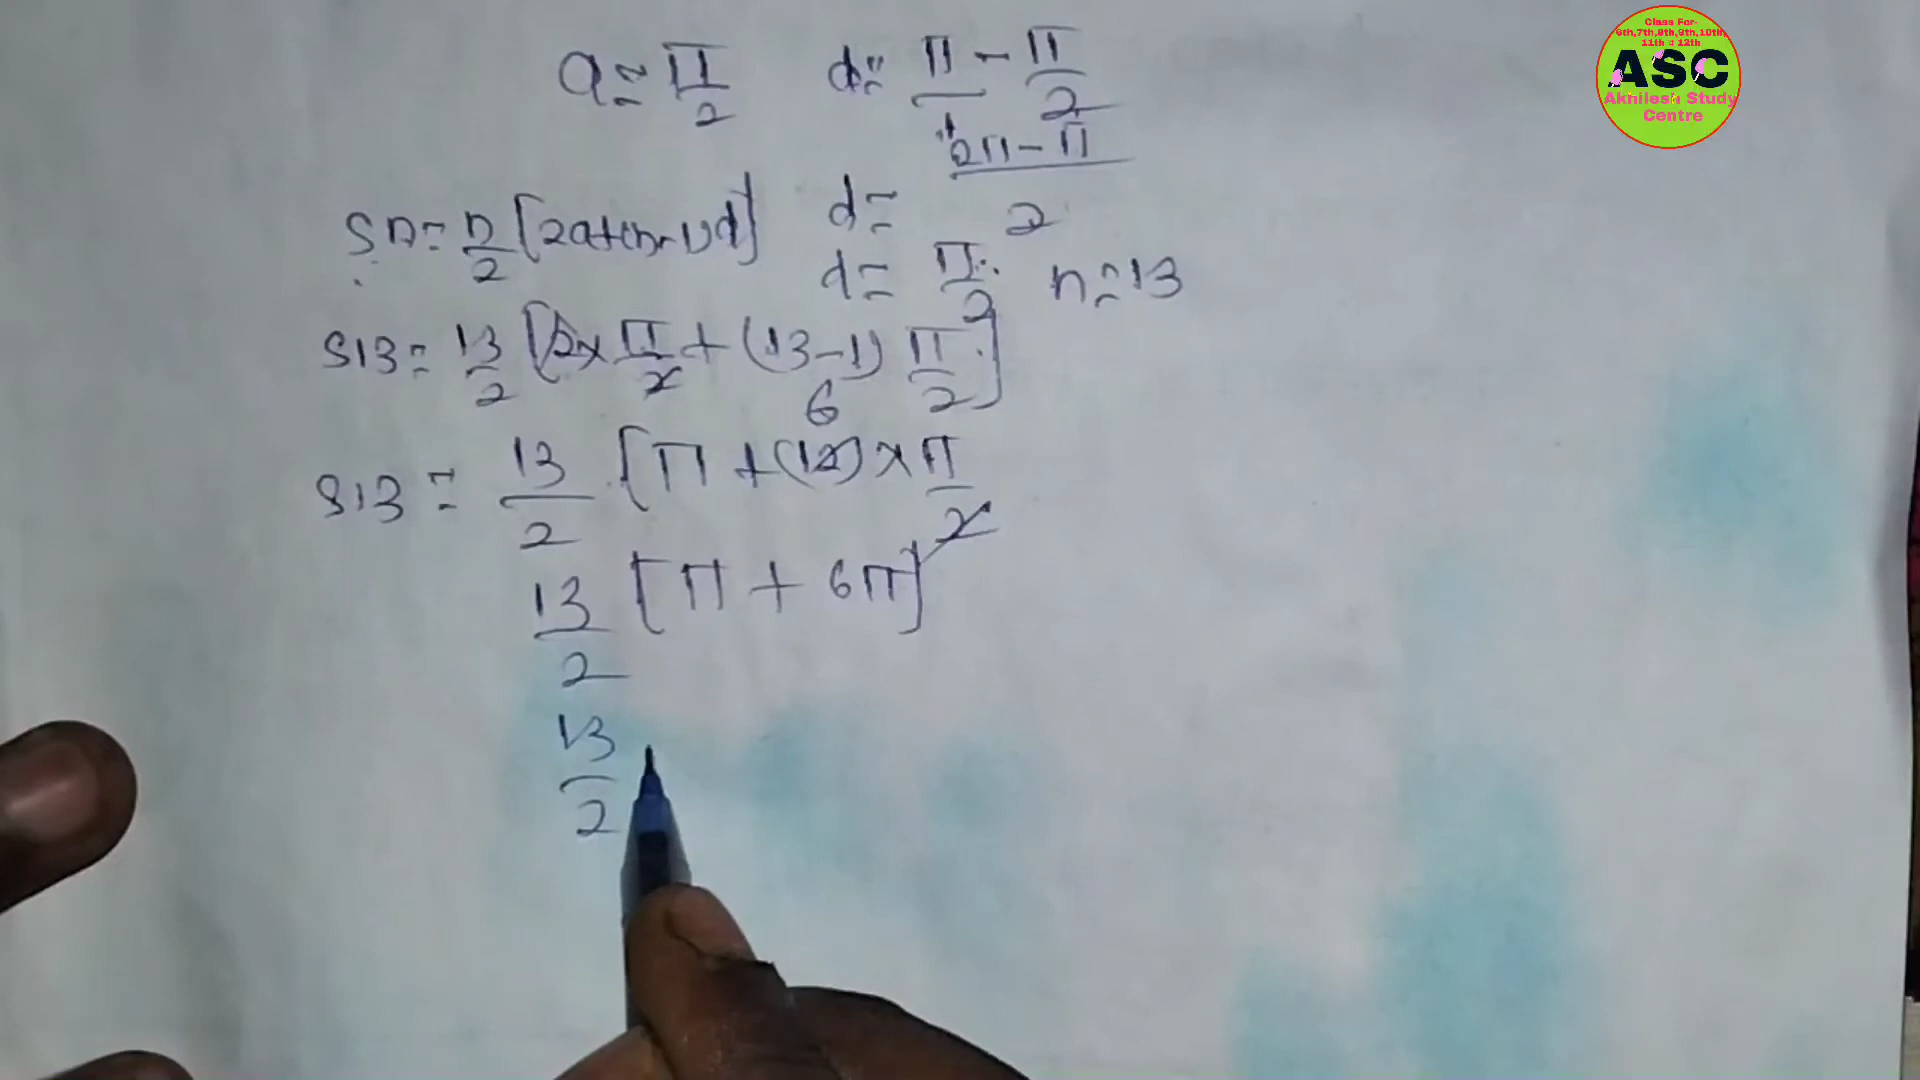 a = π/2 d = π/1 - π/2
d = 2π - π/2
Sn = n/2 [2a+(n-1)d]
d = π/2 n = 13
S13 = 13/2 [2 × π/2 + (13-1) π/2]
6
S13 = 13/2 [π + (12) × π/2
13/2 [π + 6π]
13/2
Class For-
6th,7th,8th,9th,10th,
11th = 12th
ASC
Akhilesh Study
Centre